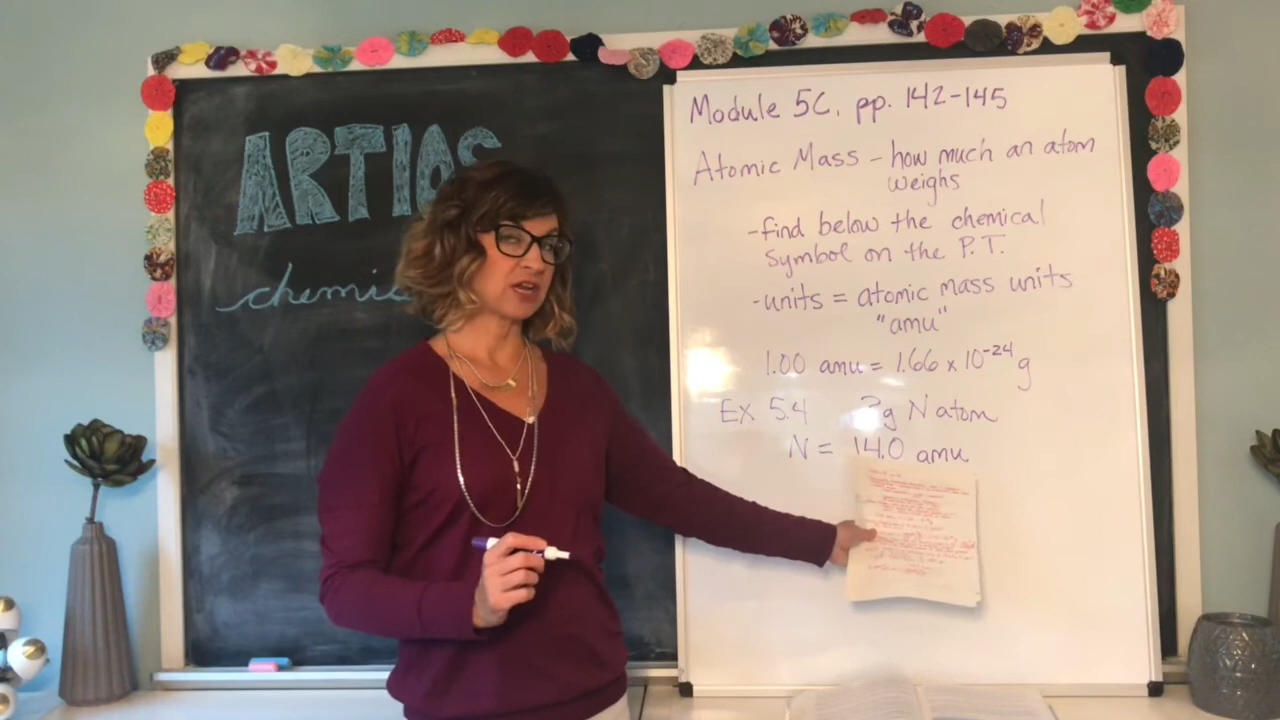 ARTIOS
Module 5C, pp. 142-145
Atomic Mass - how much an atom
weighs
-find below the chemical
symbol on the P.T.
-units = atomic mass units
"amu"
1.00 amu = 1.66 x 10⁻²⁴ g
Ex 5.4 ?g N atom
N = 14.0 amu